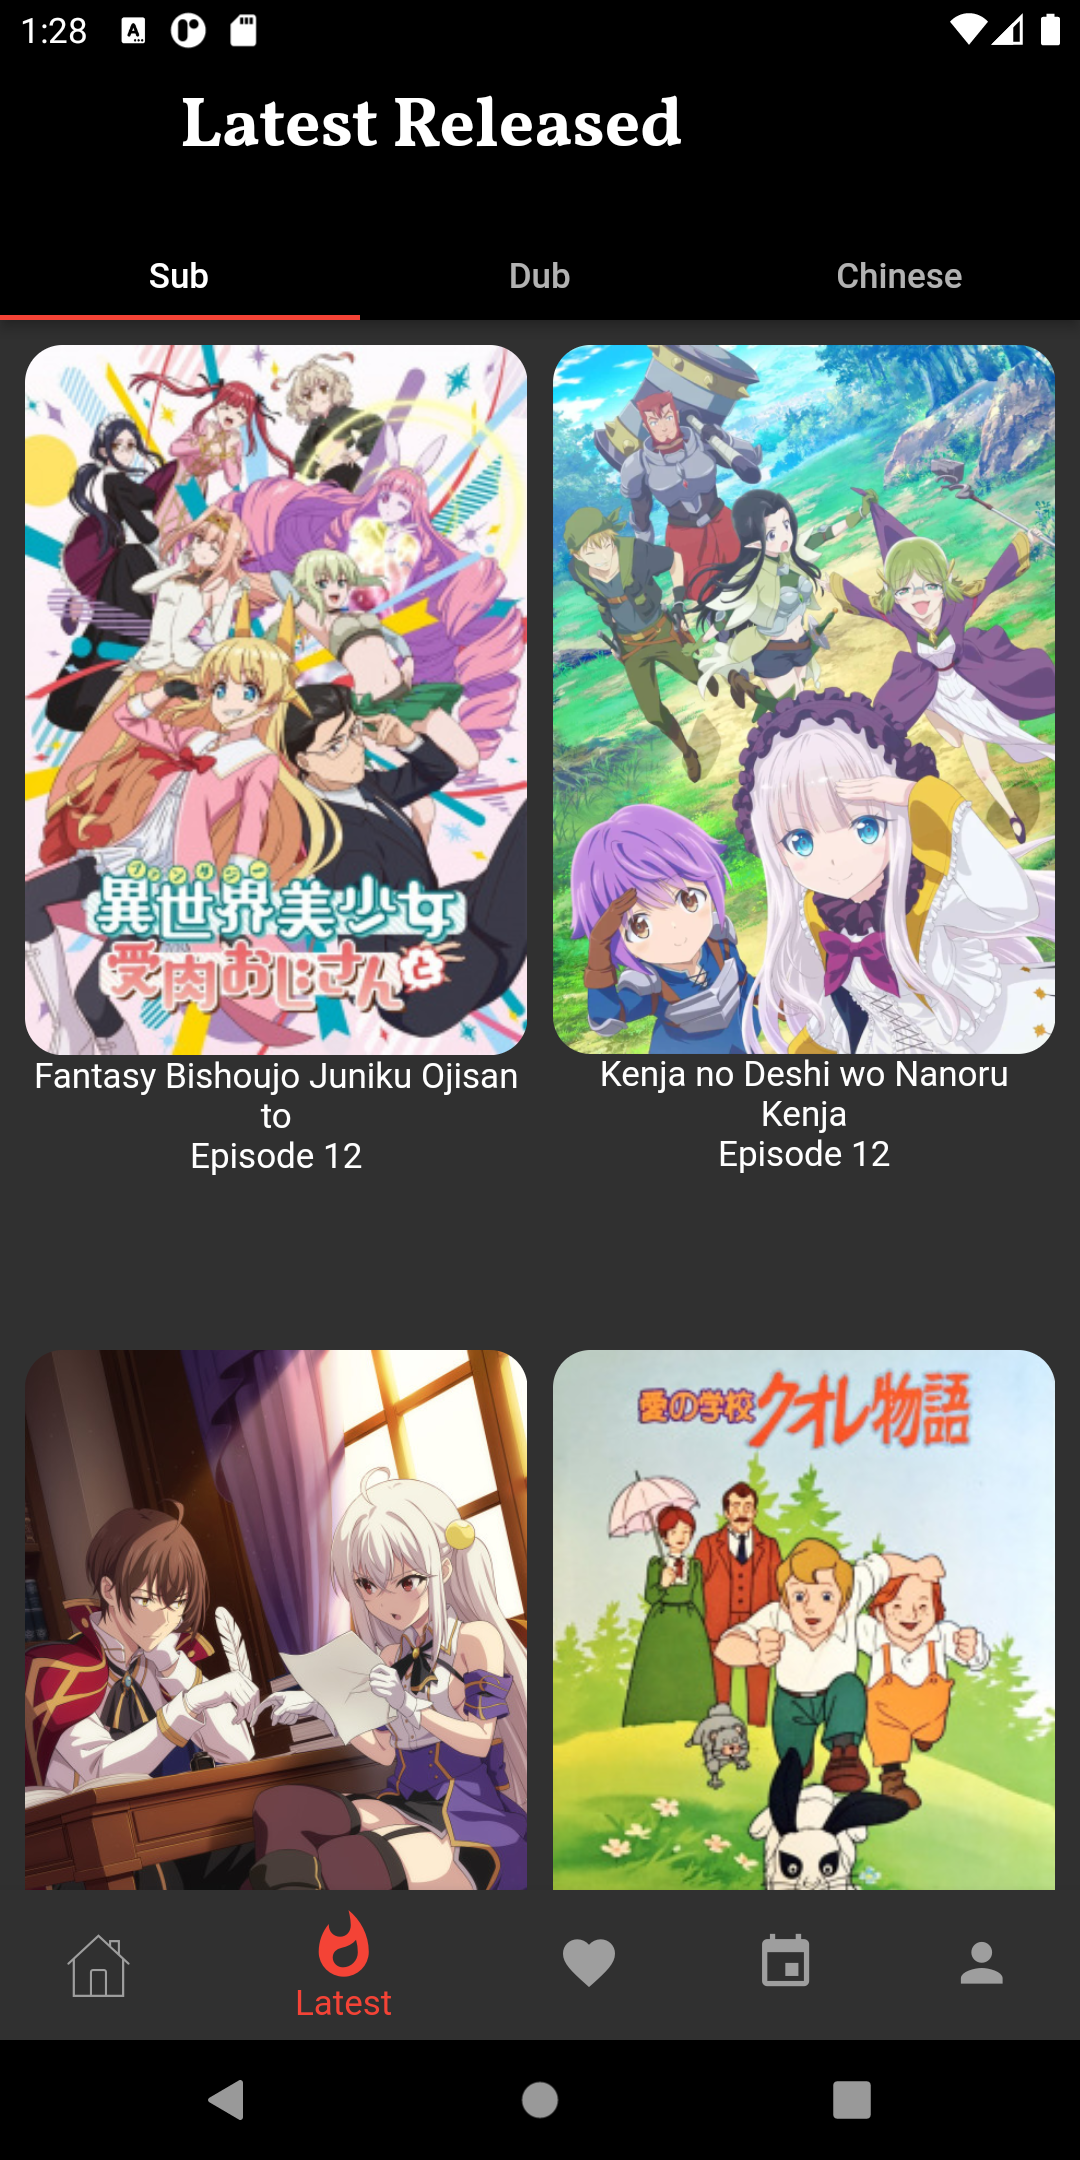 1:28
A
Latest Released
Sub
Dub
Chinese
ファンタジー
異世界美少女
受肉おじさんと
Fantasy Bishoujo Juniku Ojisan
to
Episode 12
Kenja no Deshi wo Nanoru
Kenja
Episode 12
愛の学校クオレ物語
Latest